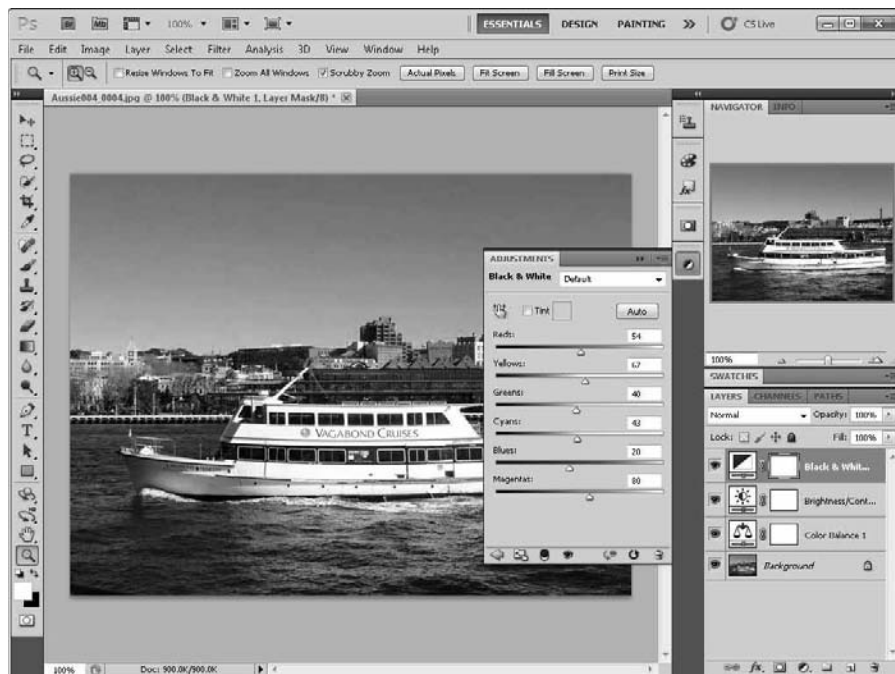 Ps Br Mb 100% ESSENTIALS DESIGN PAINTING CS Live
File Edit Image Layer Select Filter Analysis 3D View Window Help
Resize Windows To Fit Zoom All Windows Scrubby Zoom Actual Pixels Fit Screen Fill Screen Print Size
Aussie004_0004.jpg @ 100% (Black & White 1, Layer Mask/8) *
NAVIGATOR INFO
ADJUSTMENTS
Black & White Default
Tint Auto
Reds: 54
Yellows: 67
Greens: 40
Cyans: 43
Blues: 20
Magentas: 80
VAGABOND CRUISES
100%
SWATCHES
LAYERS CHANNELS PATHS
Normal Opacity: 100%
Lock: Fill: 100%
Black & Whit...
Brightness/Cont...
Color Balance 1
Background
100% Doc: 900.0K/900.0K